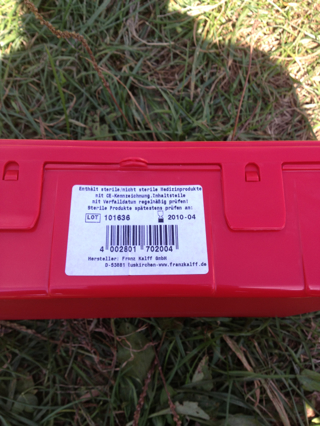 Enthält sterile/nicht sterile Medizinprodukte
mit CE-Kennzeichnung.Inhaltsteile
mit Verfalldatum regelmäßig prüfen!
Sterile Produkte spätestens prüfen am:
LOT 101636 2010-04
4 002801 702004
Hersteller: Franz Kalff GmbH
D-53881 Euskirchen-www.franzkalff.de